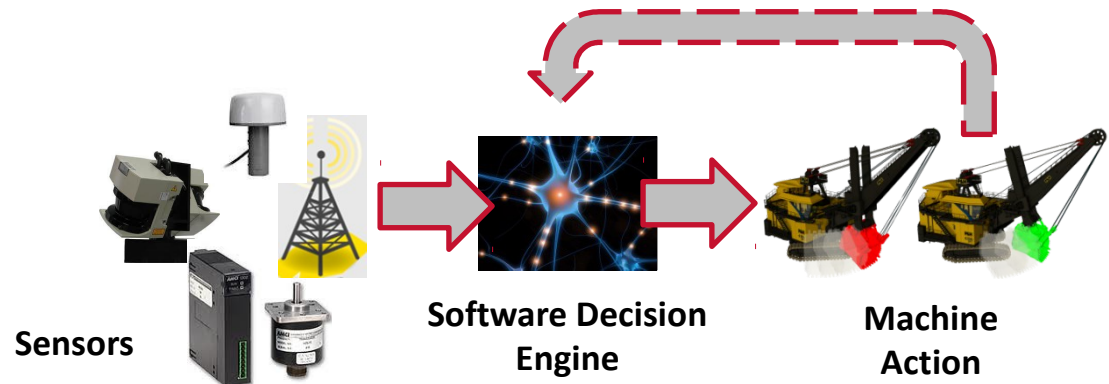 Sensors
Software Decision
Engine
Machine
Action